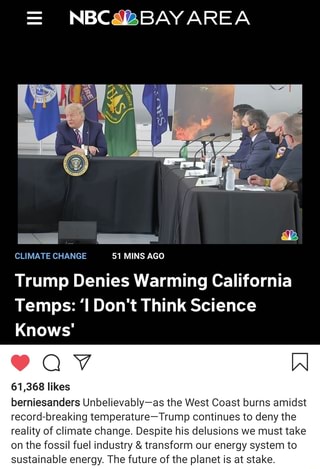 NBC BAY AREA
CLIMATE CHANGE 51 MINS AGO
Trump Denies Warming California
Temps: ‘I Don't Think Science
Knows'
61,368 likes
berniesanders Unbelievably—as the West Coast burns amidst
record-breaking temperature—Trump continues to deny the
reality of climate change. Despite his delusions we must take
on the fossil fuel industry & transform our energy system to
sustainable energy. The future of the planet is at stake.